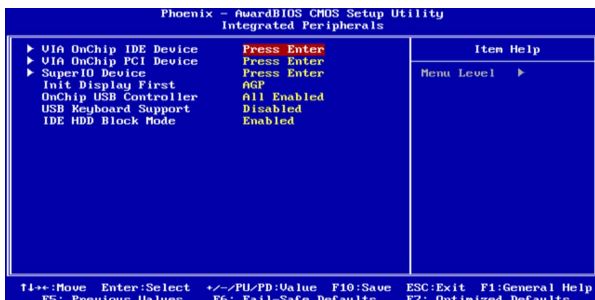 Phoenix - AwardBIOS CMOS Setup Utility
Integrated Peripherals
▶ VIA OnChip IDE Device Press Enter
▶ VIA OnChip PCI Device Press Enter
▶ SuperIO Device Press Enter
Init Display First AGP
OnChip USB Controller All Enabled
USB Keyboard Support Disabled
IDE HDD Block Mode Enabled
Item Help
Menu Level ▶
↑↓→←:Move Enter:Select +/-/PU/PD:Value F10:Save ESC:Exit F1:General Help
F5: Previous Values F6: Fail-Safe Defaults F7: Optimized Defaults